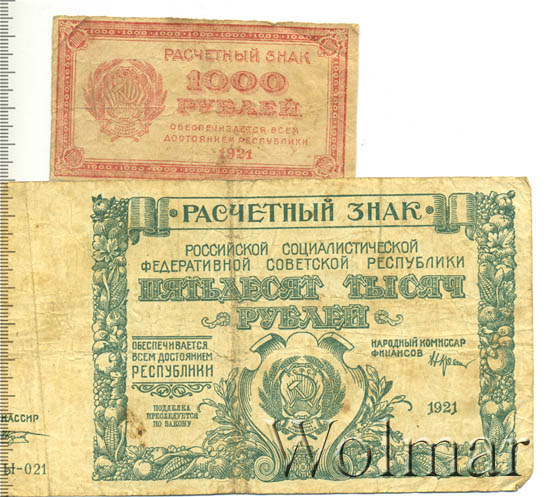 РАСЧЕТНЫЙ ЗНАК
1000
РУБЛЕЙ
ОБЕСПЕЧИВАЕТСЯ ВСЕМ
ДОСТОЯНИЕМ РЕСПУБЛИКИ
1921
РАСЧЕТНЫЙ ЗНАК
РОССИЙСКОЙ СОЦИАЛИСТИЧЕСКОЙ
ФЕДЕРАТИВНОЙ СОВЕТСКОЙ РЕСПУБЛИКИ
ПЯТЬДЕСЯТ ТЫСЯЧ
РУБЛЕЙ
ОБЕСПЕЧИВАЕТСЯ
ВСЕМ ДОСТОЯНИЕМ
РЕСПУБЛИКИ
НАРОДНЫЙ КОМИССАР
ФИНАНСОВ
ПОДДЕЛКА
ПРЕСЛЕДУЕТСЯ
ПО ЗАКОНУ
1921
КАССИР
Ы-021
Wolmar